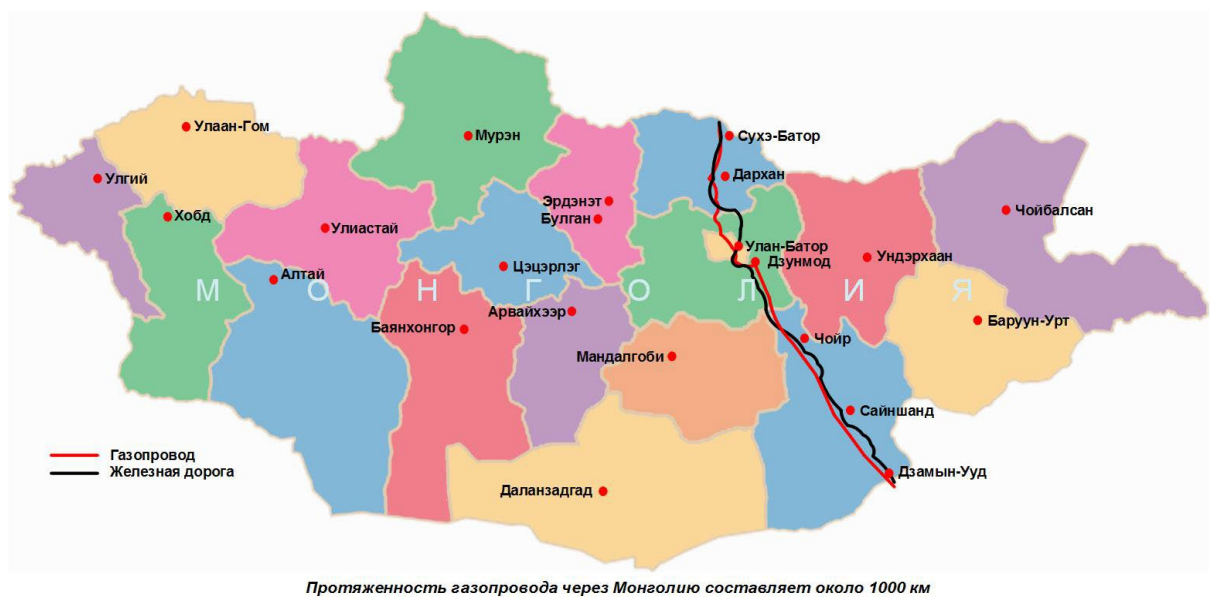 Улаан-Гом
Мурэн
Сухэ-Батор
Улгий
Дархан
Хобд
Эрдэнэт
Булган
Чойбалсан
Улиастай
Улан-Батор
Дзунмод
Ундэрхаан
Цэцэрлэг
Алтай
МОНГОЛИЯ
Арвайхээр
Баянхонгор
Баруун-Урт
Чойр
Мандалгоби
Сайншанд
Газопровод
Железная дорога
Дзамын-Ууд
Даланзадгад
Протяженность газопровода через Монголию составляет около 1000 км